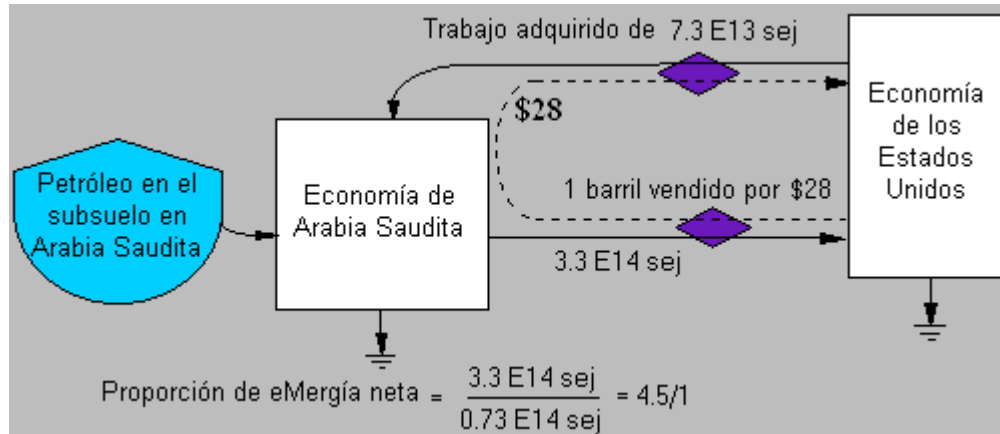 Trabajo adquirido de 7.3 E13 sej
$28
Economía
de los
Estados
Unidos
Petróleo en el
subsuelo en
Arabia Saudita
Economía de
Arabia Saudita
1 barril vendido por $28
3.3 E14 sej
Proporción de eMergía neta = 3.3 E14 sej = 4.5/1
0.73 E14 sej